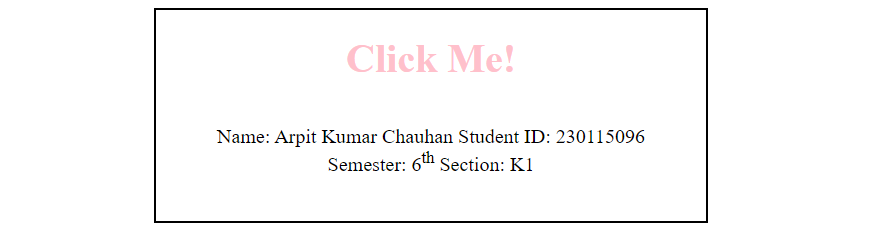 Click Me!
Name: Arpit Kumar Chauhan Student ID: 230115096
Semester: 6th Section: K1